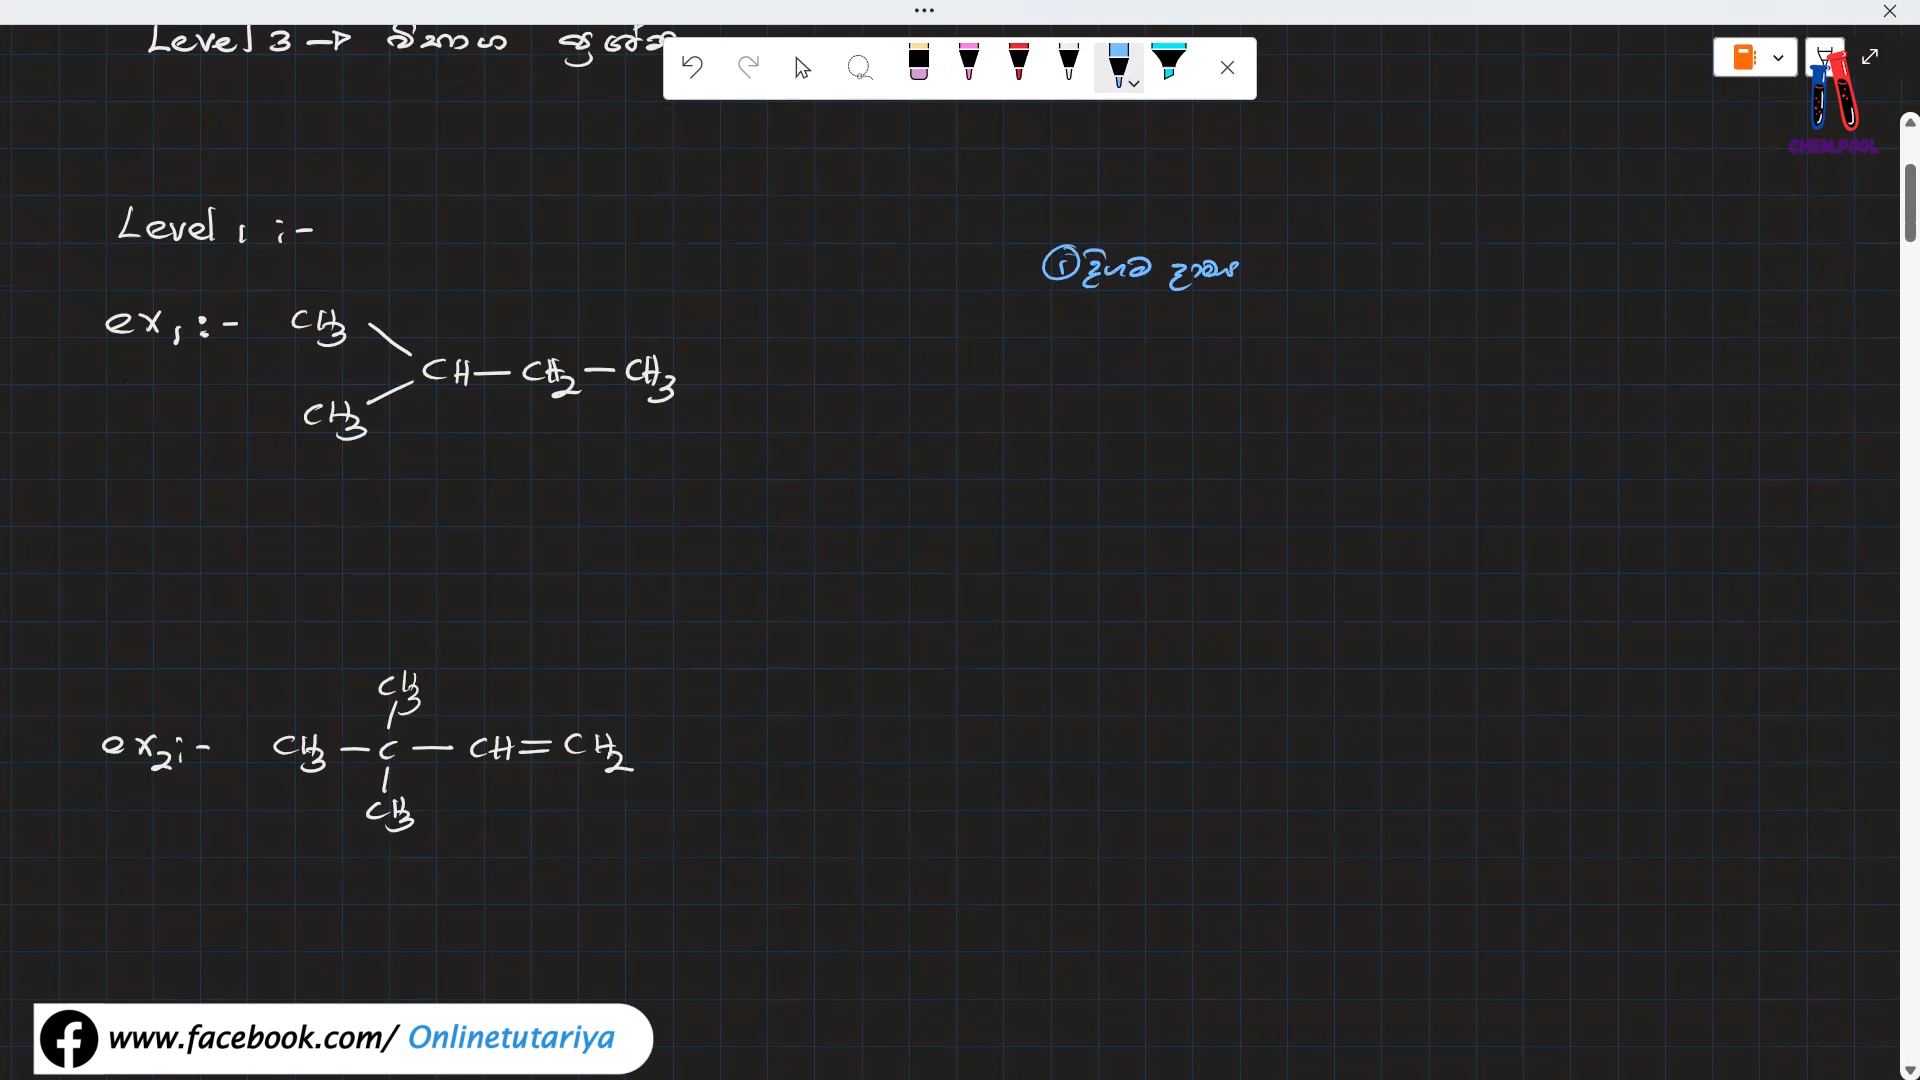 Level 3 → විභාග
Level 1 :-
① දිගම දාමය
ex1 :- CH3
CH — CH2 — CH3
CH3
CH3
ex2 :- CH3 — C — CH = CH2
CH3
CHEM.POOL
www.facebook.com/ Onlinetutariya